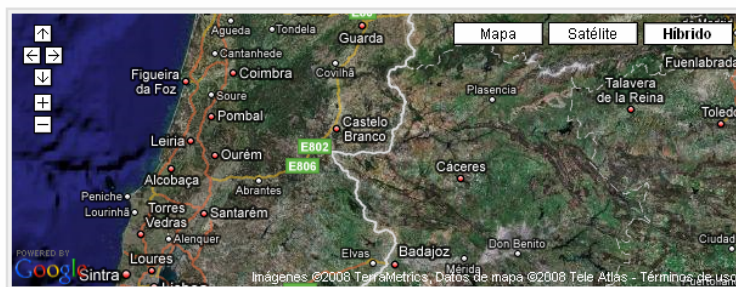 E80
Mapa Satélite Híbrido
Agueda
Tondela
Guarda
Cantanhede
Covilhã
Fuenlabrada
Figueira
da Foz
Coimbra
Plasencia
Talavera
de la Reina
Soure
Pombal
Toledo
Castelo
Branco
Leiria
E802
Ourém
E806
Cáceres
Alcobaça
Abrantes
Peniche
Lourinhã
Torres
Vedras
Santarém
Alenquer
Don Benito
Ciudad
Elvas
Badajoz
Mérida
Loures
Sintra
Lisboa
POWERED BY
Google
Imágenes ©2008 TerraMetrics, Datos de mapa ©2008 Tele Atlas - Términos de uso